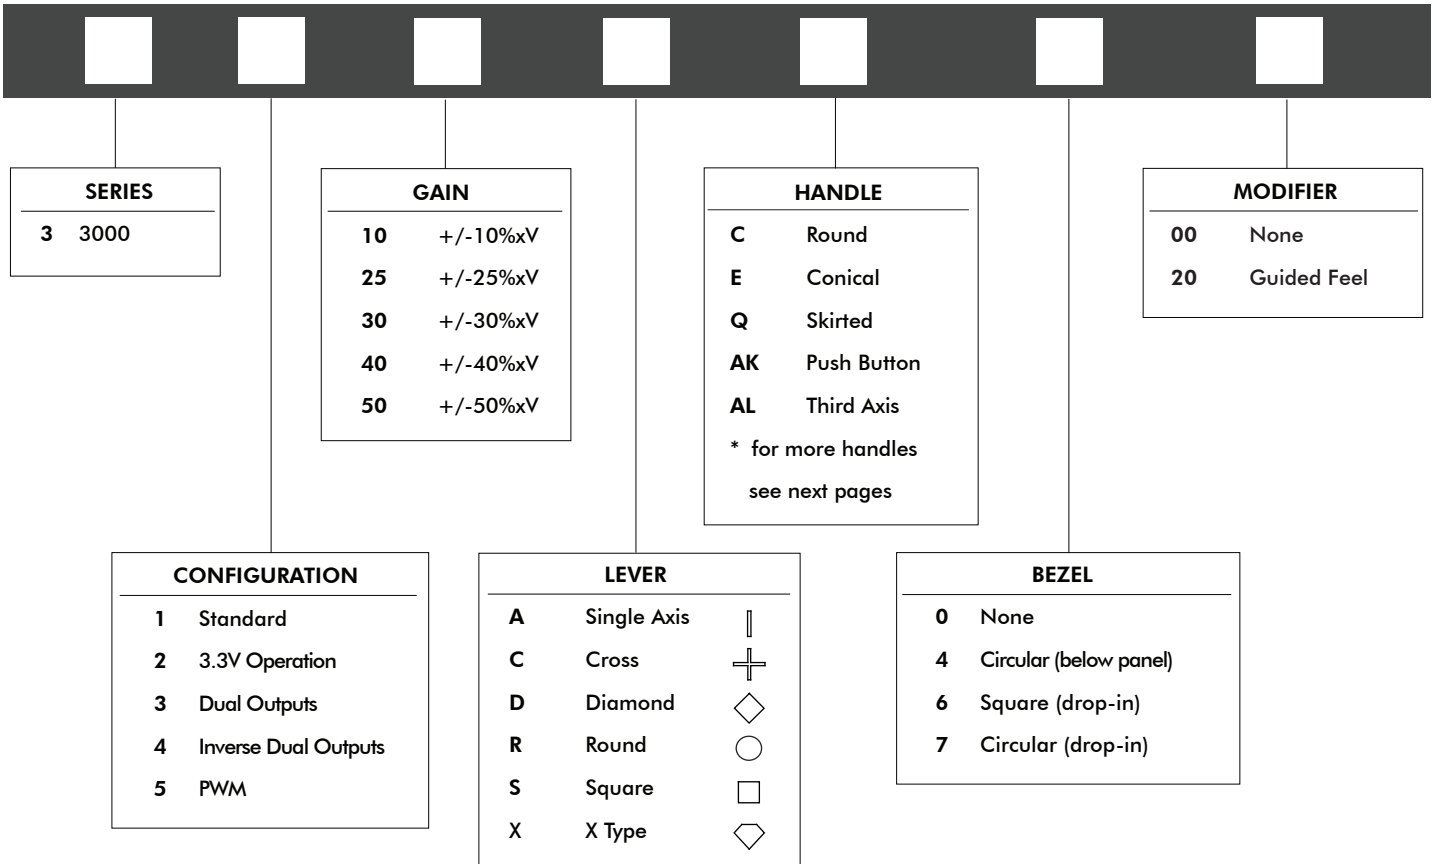 SERIES
3 3000
GAIN
10 +/-10%xV
25 +/-25%xV
30 +/-30%xV
40 +/-40%xV
50 +/-50%xV
HANDLE
C Round
E Conical
Q Skirted
AK Push Button
AL Third Axis
* for more handles
see next pages
MODIFIER
00 None
20 Guided Feel
CONFIGURATION
1 Standard
2 3.3V Operation
3 Dual Outputs
4 Inverse Dual Outputs
5 PWM
LEVER
A Single Axis
C Cross
D Diamond
R Round
S Square
X X Type
BEZEL
0 None
4 Circular (below panel)
6 Square (drop-in)
7 Circular (drop-in)